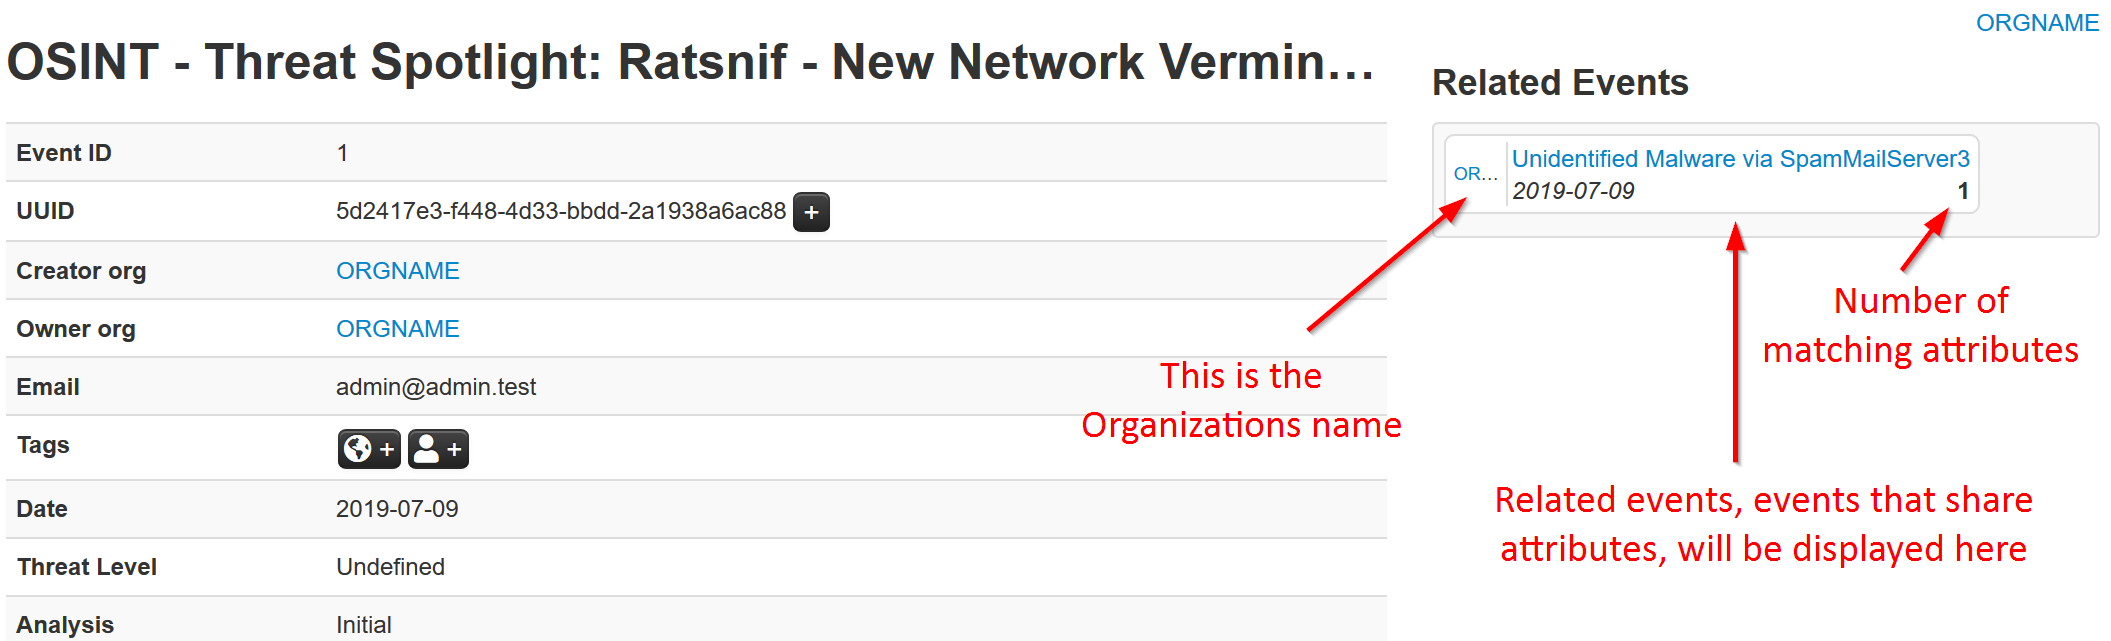 ORGNAME
OSINT - Threat Spotlight: Ratsnif - New Network Vermin…
Event ID 1
UUID 5d2417e3-f448-4d33-bbdd-2a1938a6ac88 +
Creator org ORGNAME
Owner org ORGNAME
Email admin@admin.test
Tags + +
Date 2019-07-09
Threat Level Undefined
Analysis Initial
Related Events
OR…
Unidentified Malware via SpamMailServer3
2019-07-09 1
This is the
Organizations name
Number of
matching attributes
Related events, events that share
attributes, will be displayed here